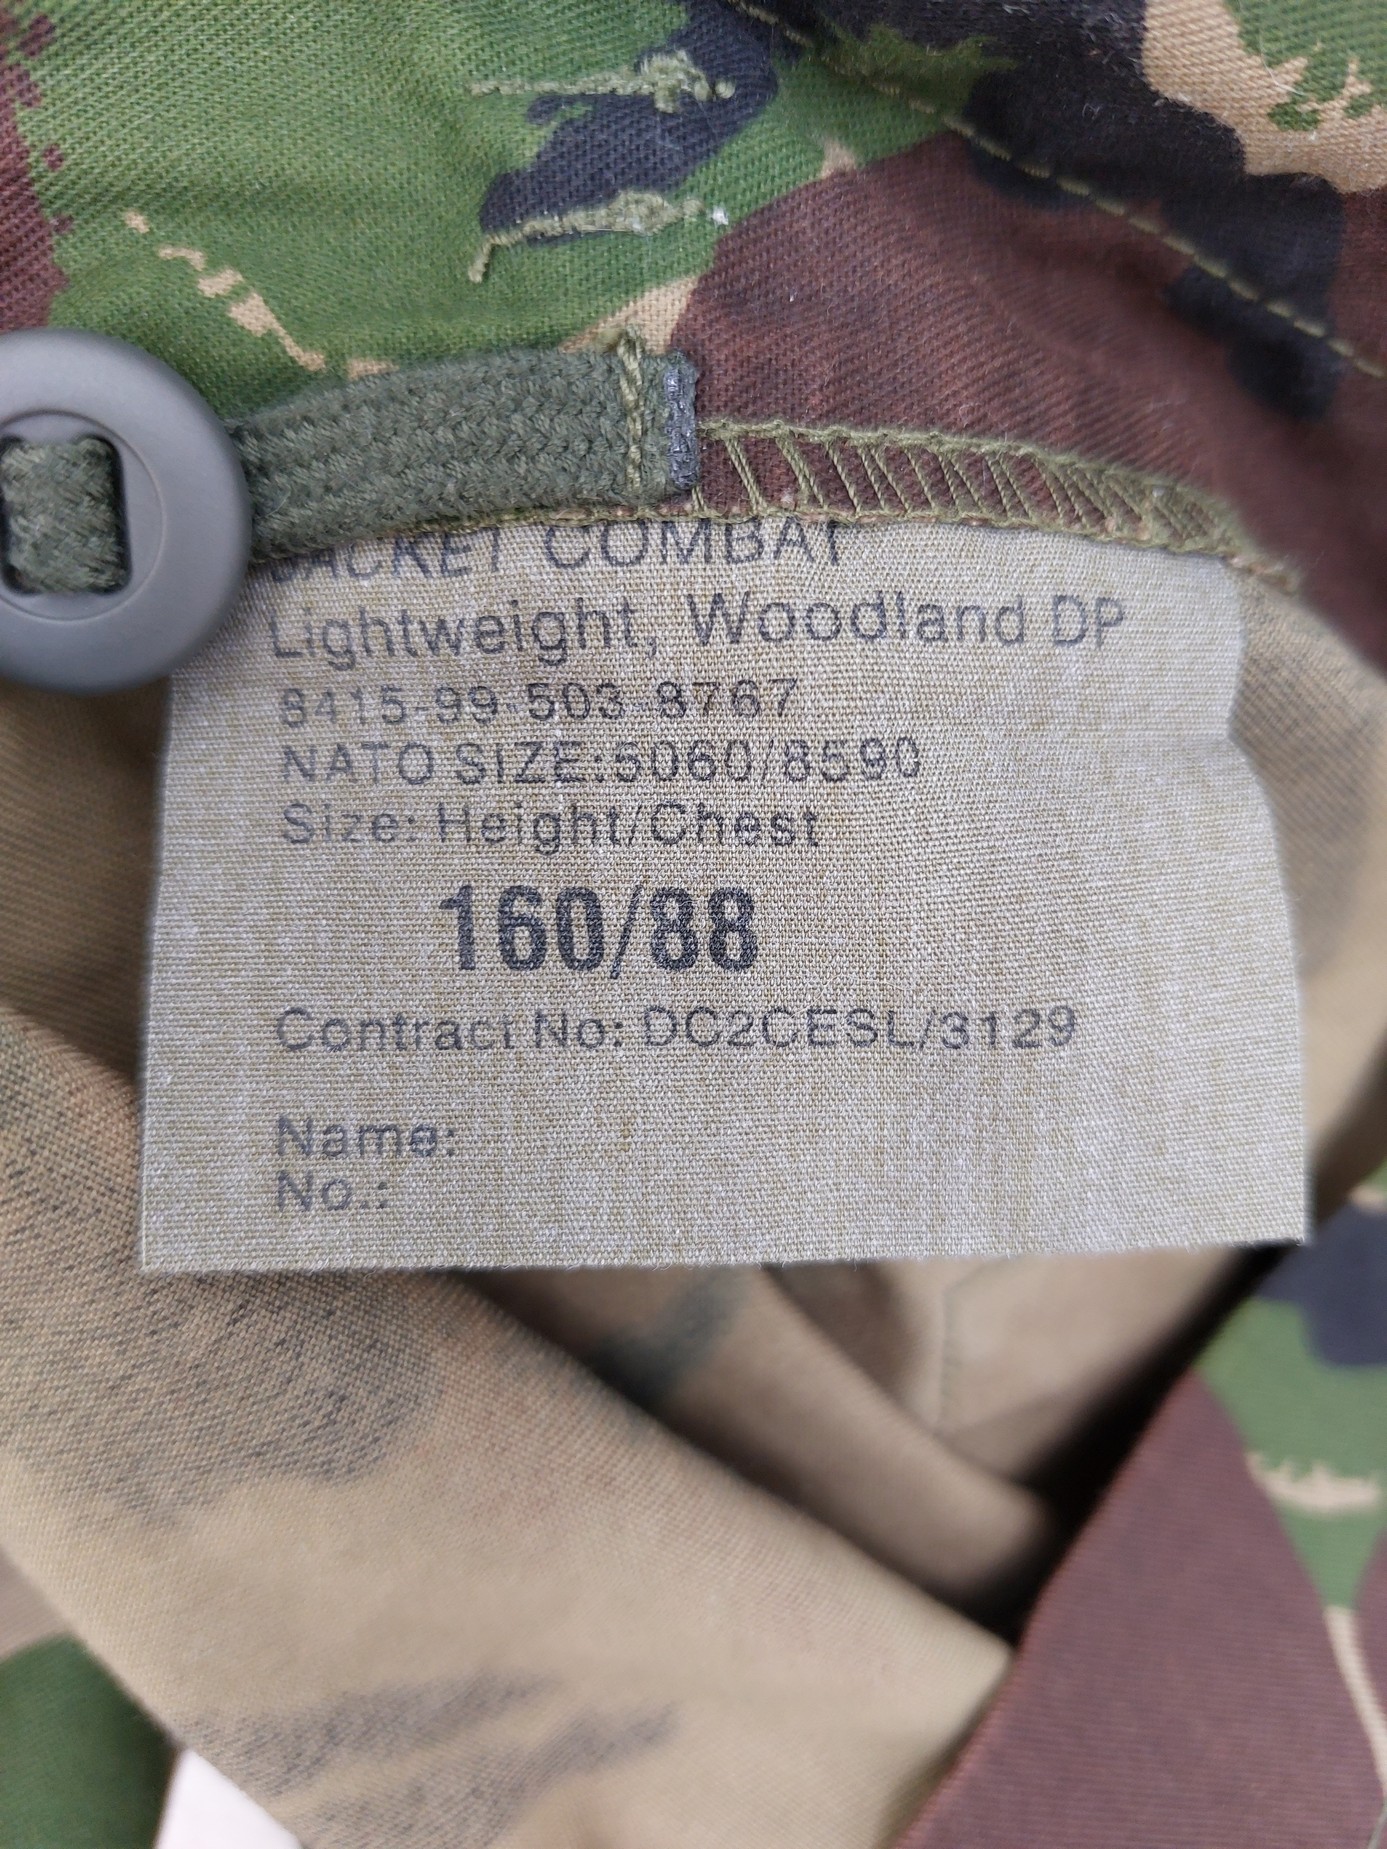 JACKET COMBAT
Lightweight, Woodland DP
8415-99-503-8767
NATO SIZE:5060/8590
Size: Height/Chest
160/88
Contract No: DC2CESL/3129
Name:
No.: